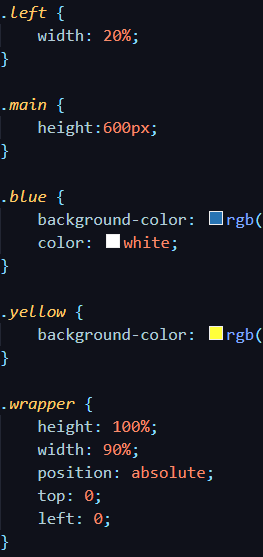 .left {
    width: 20%;
}

.main {
    height:600px;
}

.blue {
    background-color: rgb(
    color: white;
}

.yellow {
    background-color: rgb(
}

.wrapper {
    height: 100%;
    width: 90%;
    position: absolute;
    top: 0;
    left: 0;
}